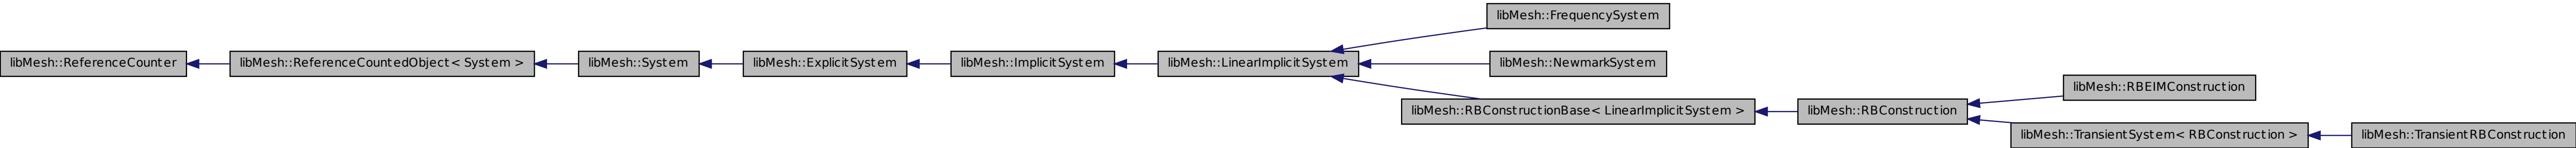 libMesh::FrequencySystem
libMesh::ReferenceCounter
libMesh::ReferenceCountedObject< System >
libMesh::System
libMesh::ExplicitSystem
libMesh::ImplicitSystem
libMesh::LinearImplicitSystem
libMesh::NewmarkSystem
libMesh::RBEIMConstruction
libMesh::RBConstructionBase< LinearImplicitSystem >
libMesh::RBConstruction
libMesh::TransientSystem< RBConstruction >
libMesh::TransientRBConstruction